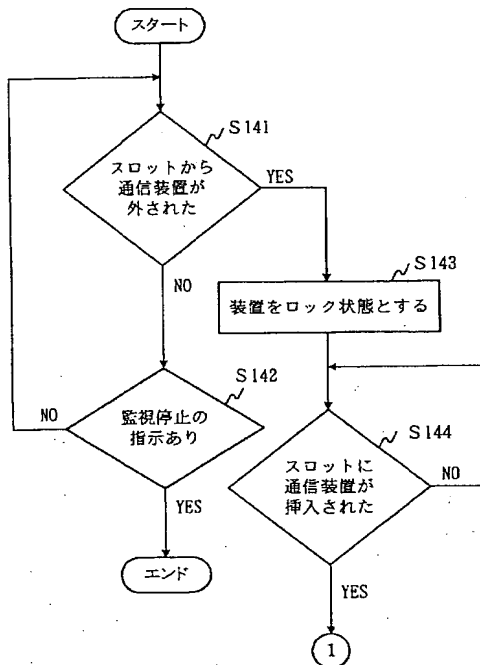 スタート
S141
スロットから
通信装置が
外された
YES
NO
S143
装置をロック状態とする
S142
監視停止の
指示あり
NO
YES
エンド
S144
スロットに
通信装置が
挿入された
NO
YES
1